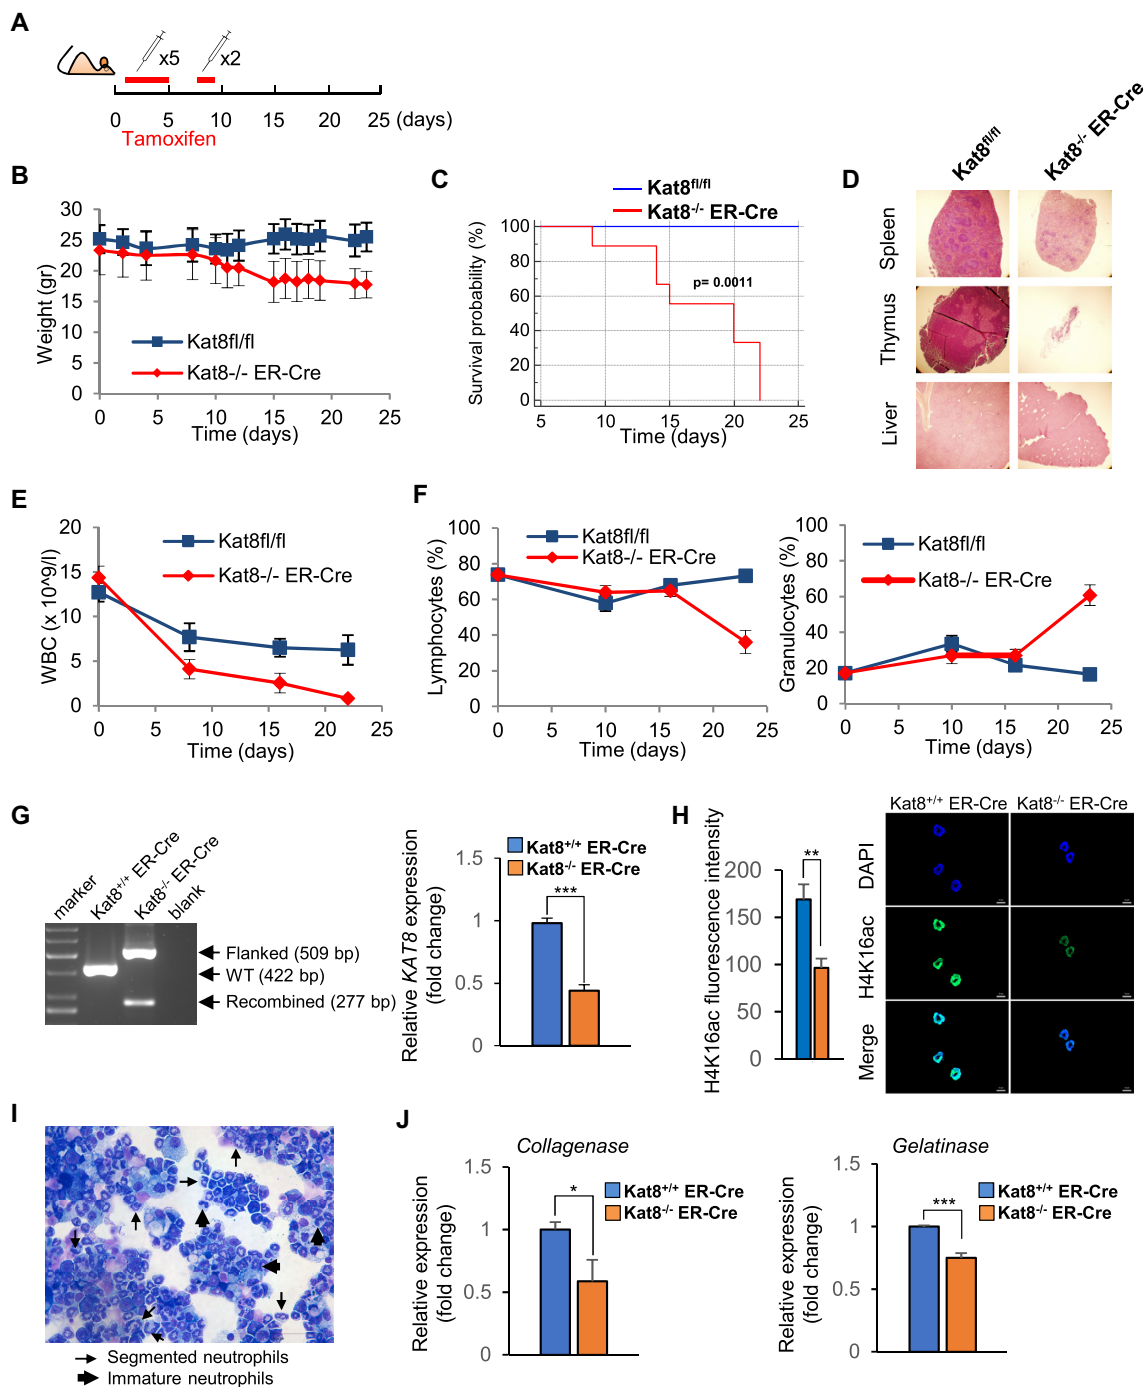 A
x5
x2
0 5 10 15 20 25 (days)
Tamoxifen
B
Weight (gr)
30
25
20
15
10
5
0
Kat8fl/fl
Kat8-/- ER-Cre
0 5 10 15 20 25
Time (days)
C
Kat8fl/fl
Kat8-/- ER-Cre
Survival probability (%)
100
80
60
40
20
0
p= 0.0011
5 10 15 20 25
Time (days)
D
Kat8fl/fl
Kat8-/- ER-Cre
Spleen
Thymus
Liver
E
WBC (x 10^9/l)
20
15
10
5
0
Kat8fl/fl
Kat8-/- ER-Cre
0 5 10 15 20 25
Time (days)
F
Lymphocytes (%)
100
80
60
40
20
0
Kat8fl/fl
Kat8-/- ER-Cre
0 5 10 15 20 25
Time (days)
Granulocytes (%)
100
80
60
40
20
0
Kat8fl/fl
Kat8-/- ER-Cre
0 5 10 15 20 25
Time (days)
G
marker
Kat8+/+ ER-Cre
Kat8-/- ER-Cre
blank
Flanked (509 bp)
WT (422 bp)
Recombined (277 bp)
Relative KAT8 expression
(fold change)
1.5
1
0.5
0
Kat8+/+ ER-Cre
Kat8-/- ER-Cre
***
H
H4K16ac fluorescence intensity
200
150
100
50
0
**
Kat8+/+ ER-Cre
Kat8-/- ER-Cre
DAPI
H4K16ac
Merge
I
Segmented neutrophils
Immature neutrophils
J
Collagenase
Relative expression
(fold change)
1.5
1
0.5
0
*
Kat8+/+ ER-Cre
Kat8-/- ER-Cre
Gelatinase
Relative expression
(fold change)
1.5
1
0.5
0
***
Kat8+/+ ER-Cre
Kat8-/- ER-Cre